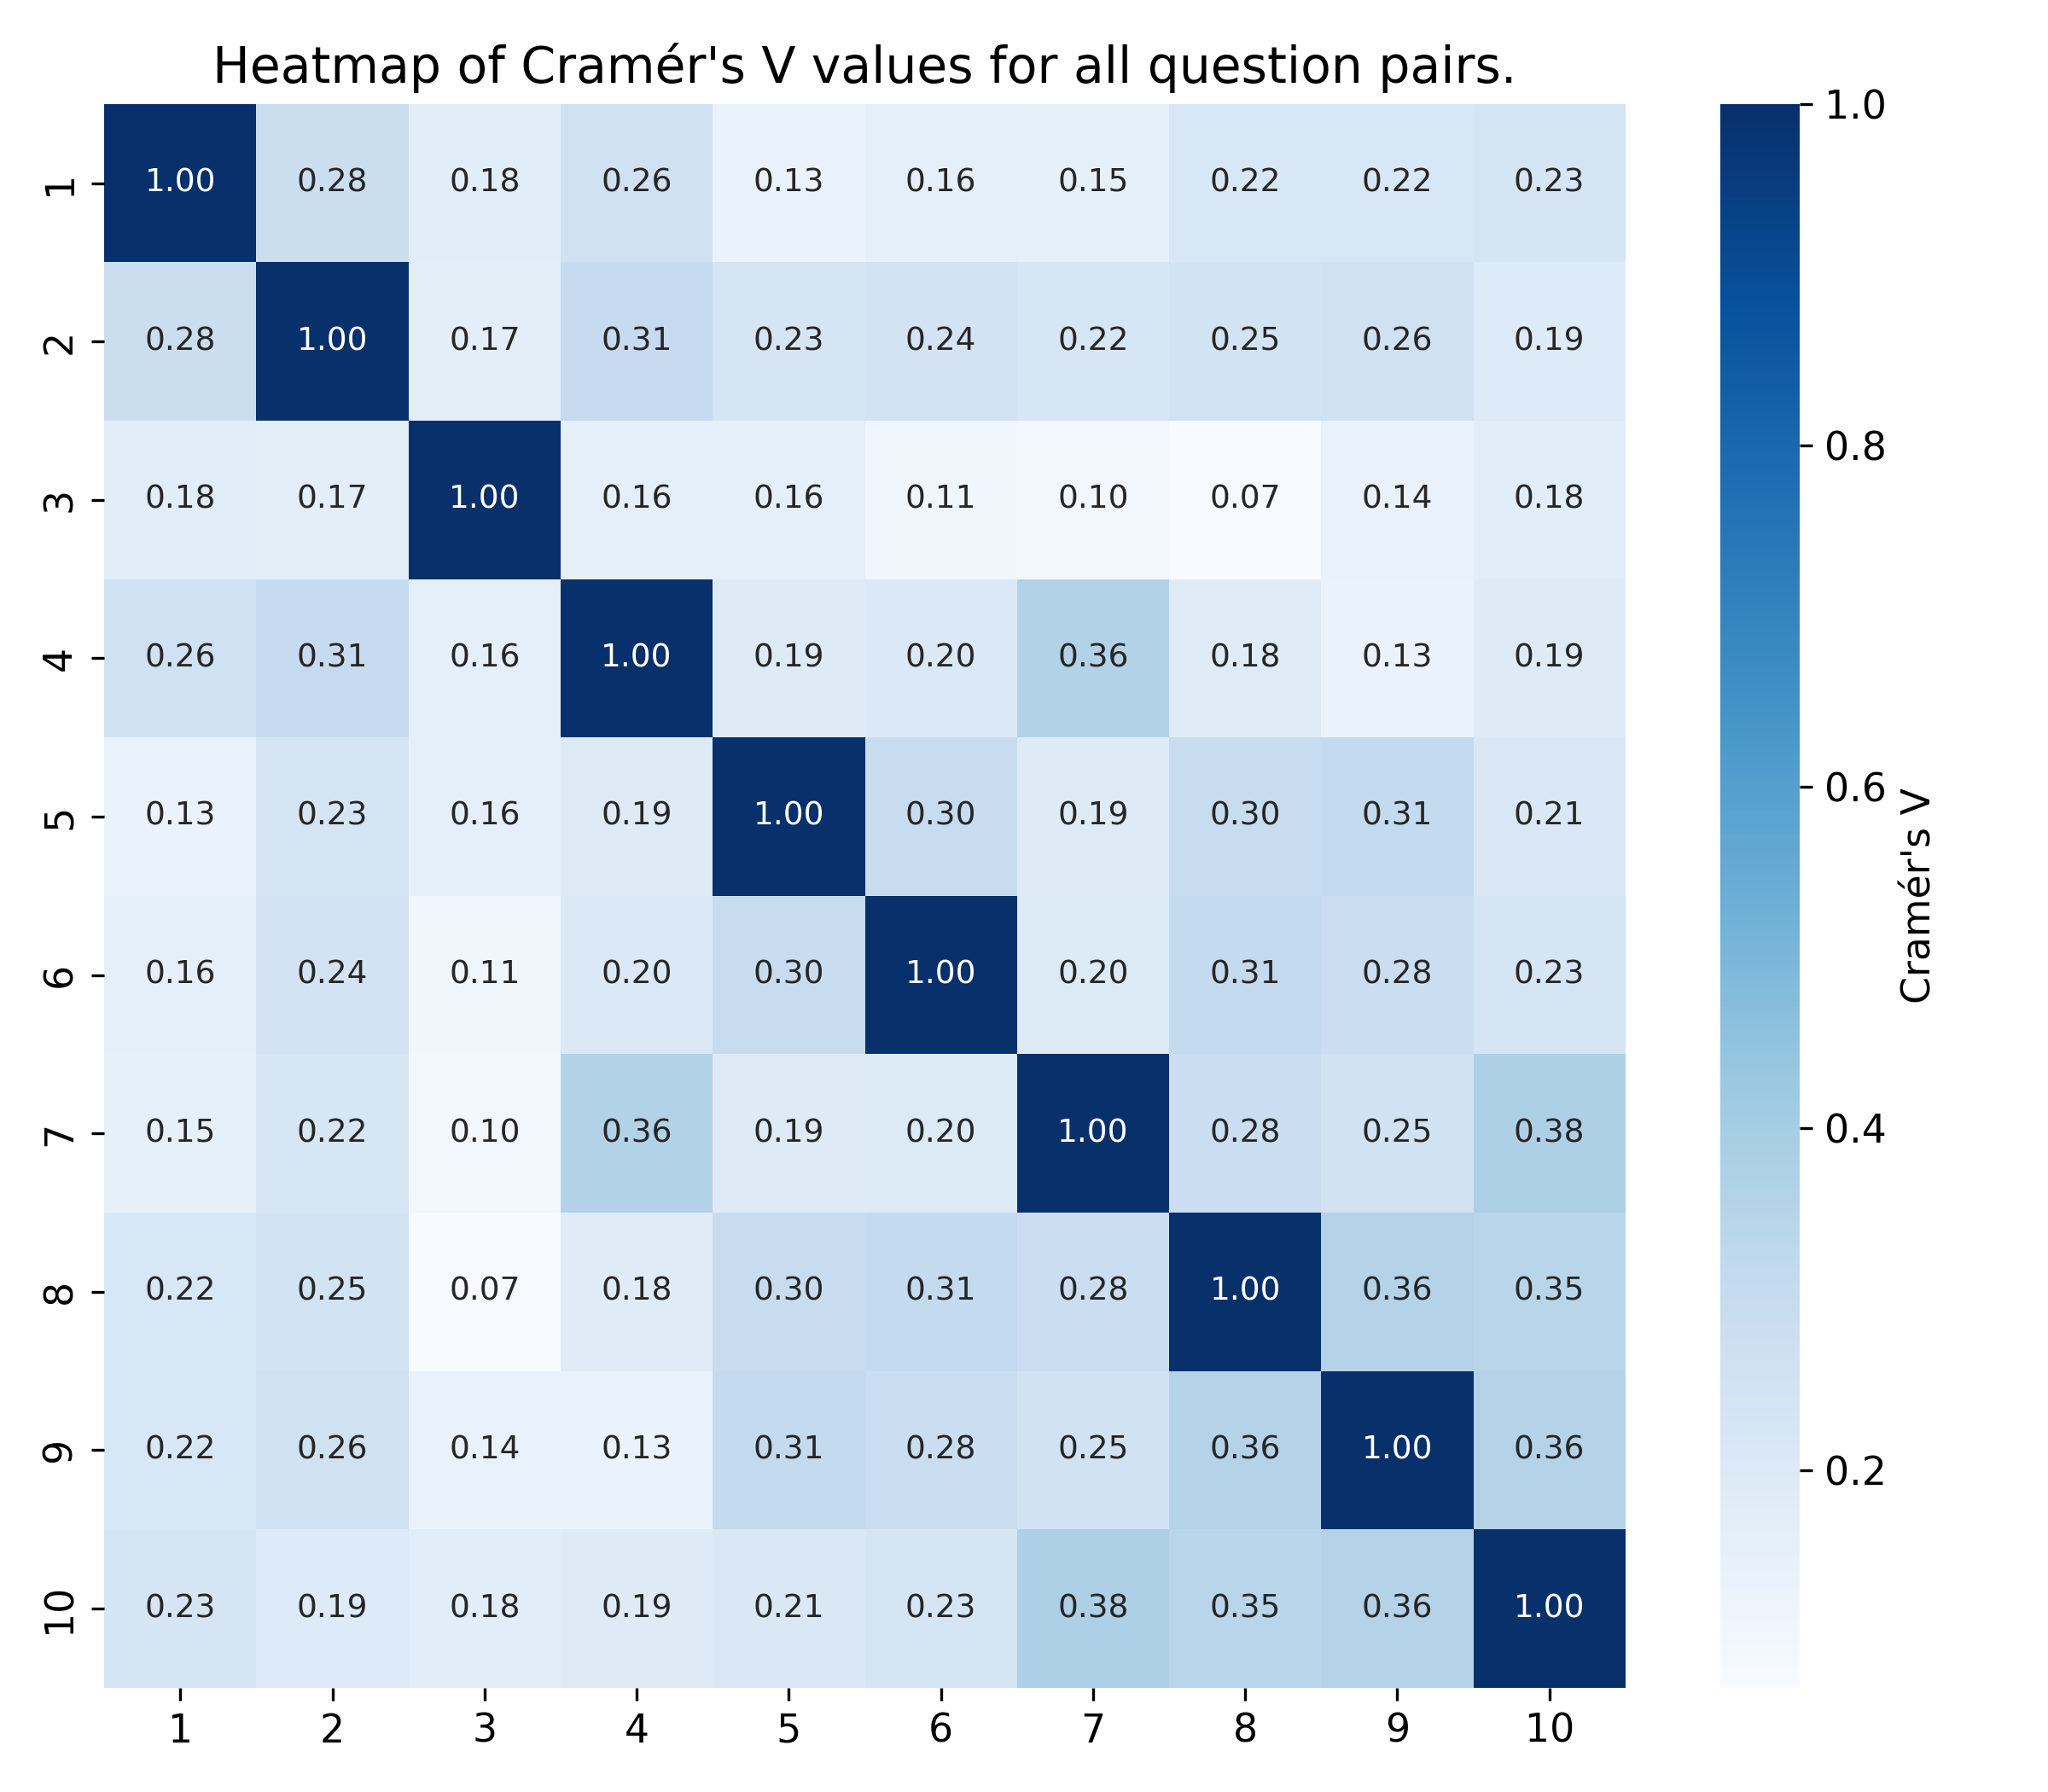 Heatmap of Cramér's V values for all question pairs.
1.0
1 1.00 0.28 0.18 0.26 0.13 0.16 0.15 0.22 0.22 0.23
2 0.28 1.00 0.17 0.31 0.23 0.24 0.22 0.25 0.26 0.19
0.8
3 0.18 0.17 1.00 0.16 0.16 0.11 0.10 0.07 0.14 0.18
4 0.26 0.31 0.16 1.00 0.19 0.20 0.36 0.18 0.13 0.19
0.6
5 0.13 0.23 0.16 0.19 1.00 0.30 0.19 0.30 0.31 0.21
Cramér's V
6 0.16 0.24 0.11 0.20 0.30 1.00 0.20 0.31 0.28 0.23
0.4
7 0.15 0.22 0.10 0.36 0.19 0.20 1.00 0.28 0.25 0.38
8 0.22 0.25 0.07 0.18 0.30 0.31 0.28 1.00 0.36 0.35
9 0.22 0.26 0.14 0.13 0.31 0.28 0.25 0.36 1.00 0.36
0.2
10 0.23 0.19 0.18 0.19 0.21 0.23 0.38 0.35 0.36 1.00
1 2 3 4 5 6 7 8 9 10